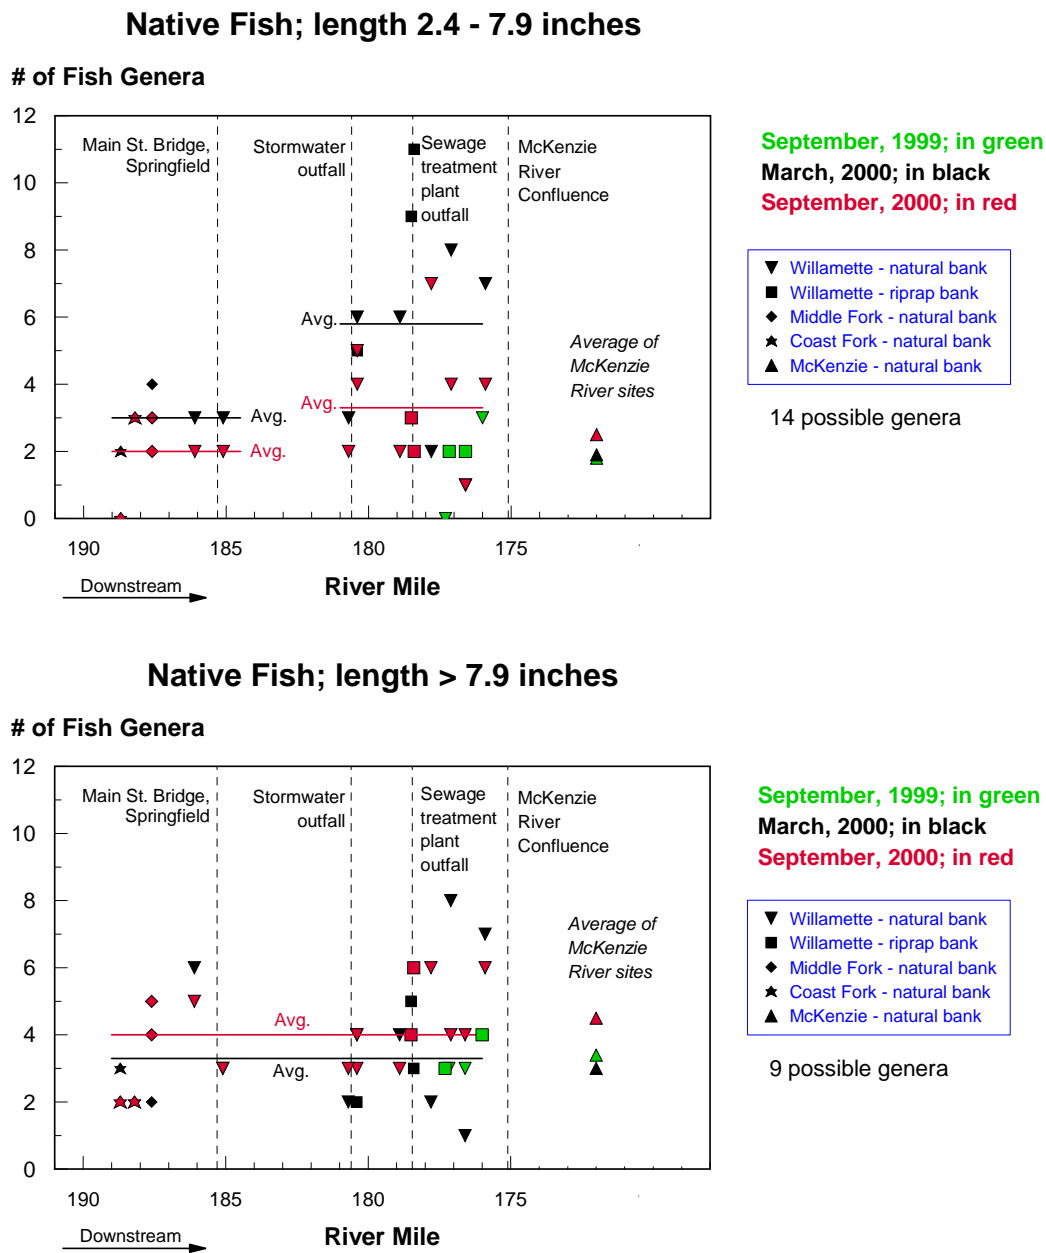 Native Fish; length 2.4 - 7.9 inches
# of Fish Genera
12
10
8
6
4
2
0
Main St. Bridge,
Springfield
Stormwater
outfall
Sewage
treatment
plant
outfall
McKenzie
River
Confluence
Avg.
Avg.
Avg.
Avg.
Average of
McKenzie
River sites
190
185
180
175
Downstream
River Mile
September, 1999; in green
March, 2000; in black
September, 2000; in red
Willamette - natural bank
Willamette - riprap bank
Middle Fork - natural bank
Coast Fork - natural bank
McKenzie - natural bank
14 possible genera
Native Fish; length > 7.9 inches
# of Fish Genera
12
10
8
6
4
2
0
Main St. Bridge,
Springfield
Stormwater
outfall
Sewage
treatment
plant
outfall
McKenzie
River
Confluence
Average of
McKenzie
River sites
Avg.
Avg.
190
185
180
175
Downstream
River Mile
September, 1999; in green
March, 2000; in black
September, 2000; in red
Willamette - natural bank
Willamette - riprap bank
Middle Fork - natural bank
Coast Fork - natural bank
McKenzie - natural bank
9 possible genera